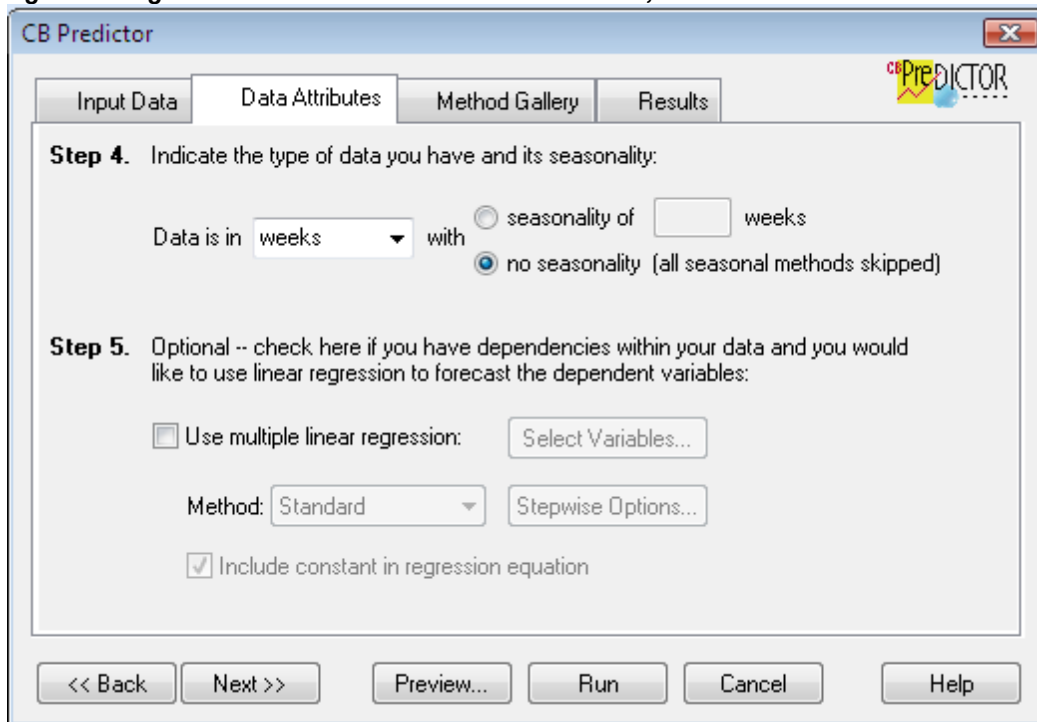 CB Predictor
CB PreDICTOR
Input Data Data Attributes Method Gallery Results
Step 4. Indicate the type of data you have and its seasonality:
seasonality of weeks
Data is in weeks with
no seasonality (all seasonal methods skipped)
Step 5. Optional -- check here if you have dependencies within your data and you would
like to use linear regression to forecast the dependent variables:
Use multiple linear regression: Select Variables...
Method: Standard Stepwise Options...
Include constant in regression equation
<< Back Next >> Preview... Run Cancel Help